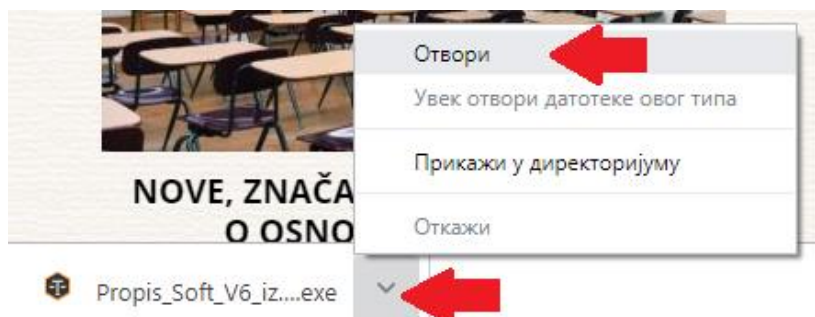 Отвори
Увек отвори датотеке овог типа
Прикажи у директоријуму
Откажи
NOVE, ZNAČA
O OSNO
Propis_Soft_V6_iz....exe